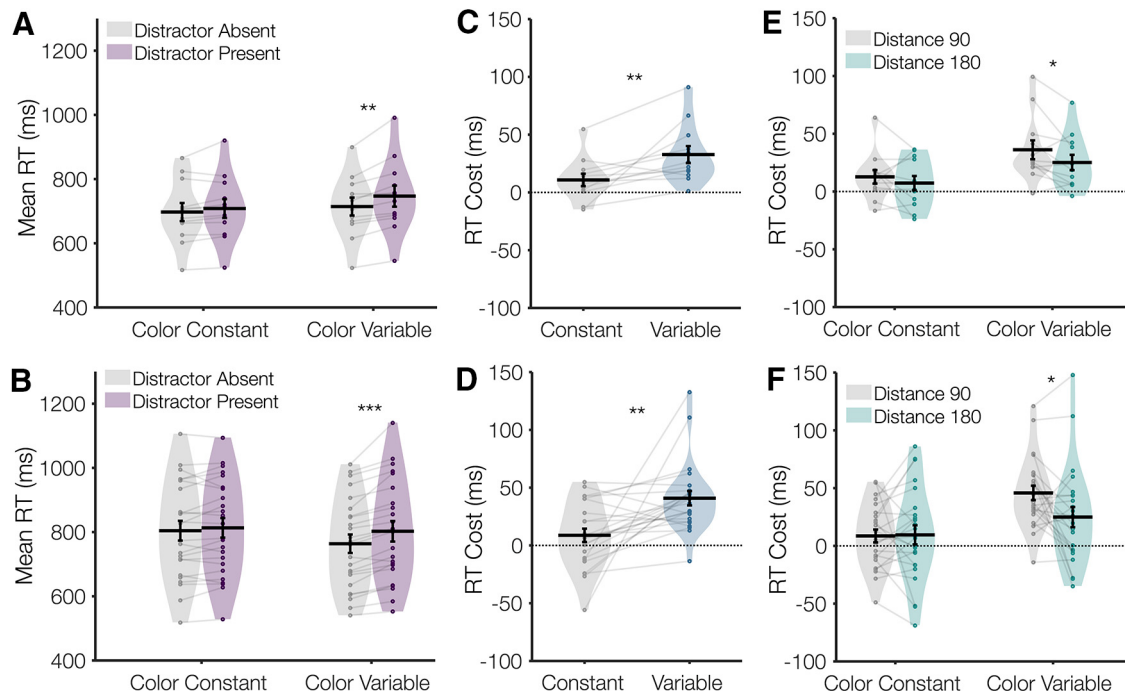 A
Distractor Absent
Distractor Present
Mean RT (ms)
1200
1000
800
600
400
**
Color Constant
Color Variable
C
RT Cost (ms)
150
100
50
0
-50
-100
**
Constant
Variable
E
Distance 90
Distance 180
RT Cost (ms)
150
100
50
0
-50
-100
*
Color Constant
Color Variable
B
Distractor Absent
Distractor Present
Mean RT (ms)
1200
1000
800
600
400
***
Color Constant
Color Variable
D
RT Cost (ms)
150
100
50
0
-50
-100
**
Constant
Variable
F
Distance 90
Distance 180
RT Cost (ms)
150
100
50
0
-50
-100
*
Color Constant
Color Variable